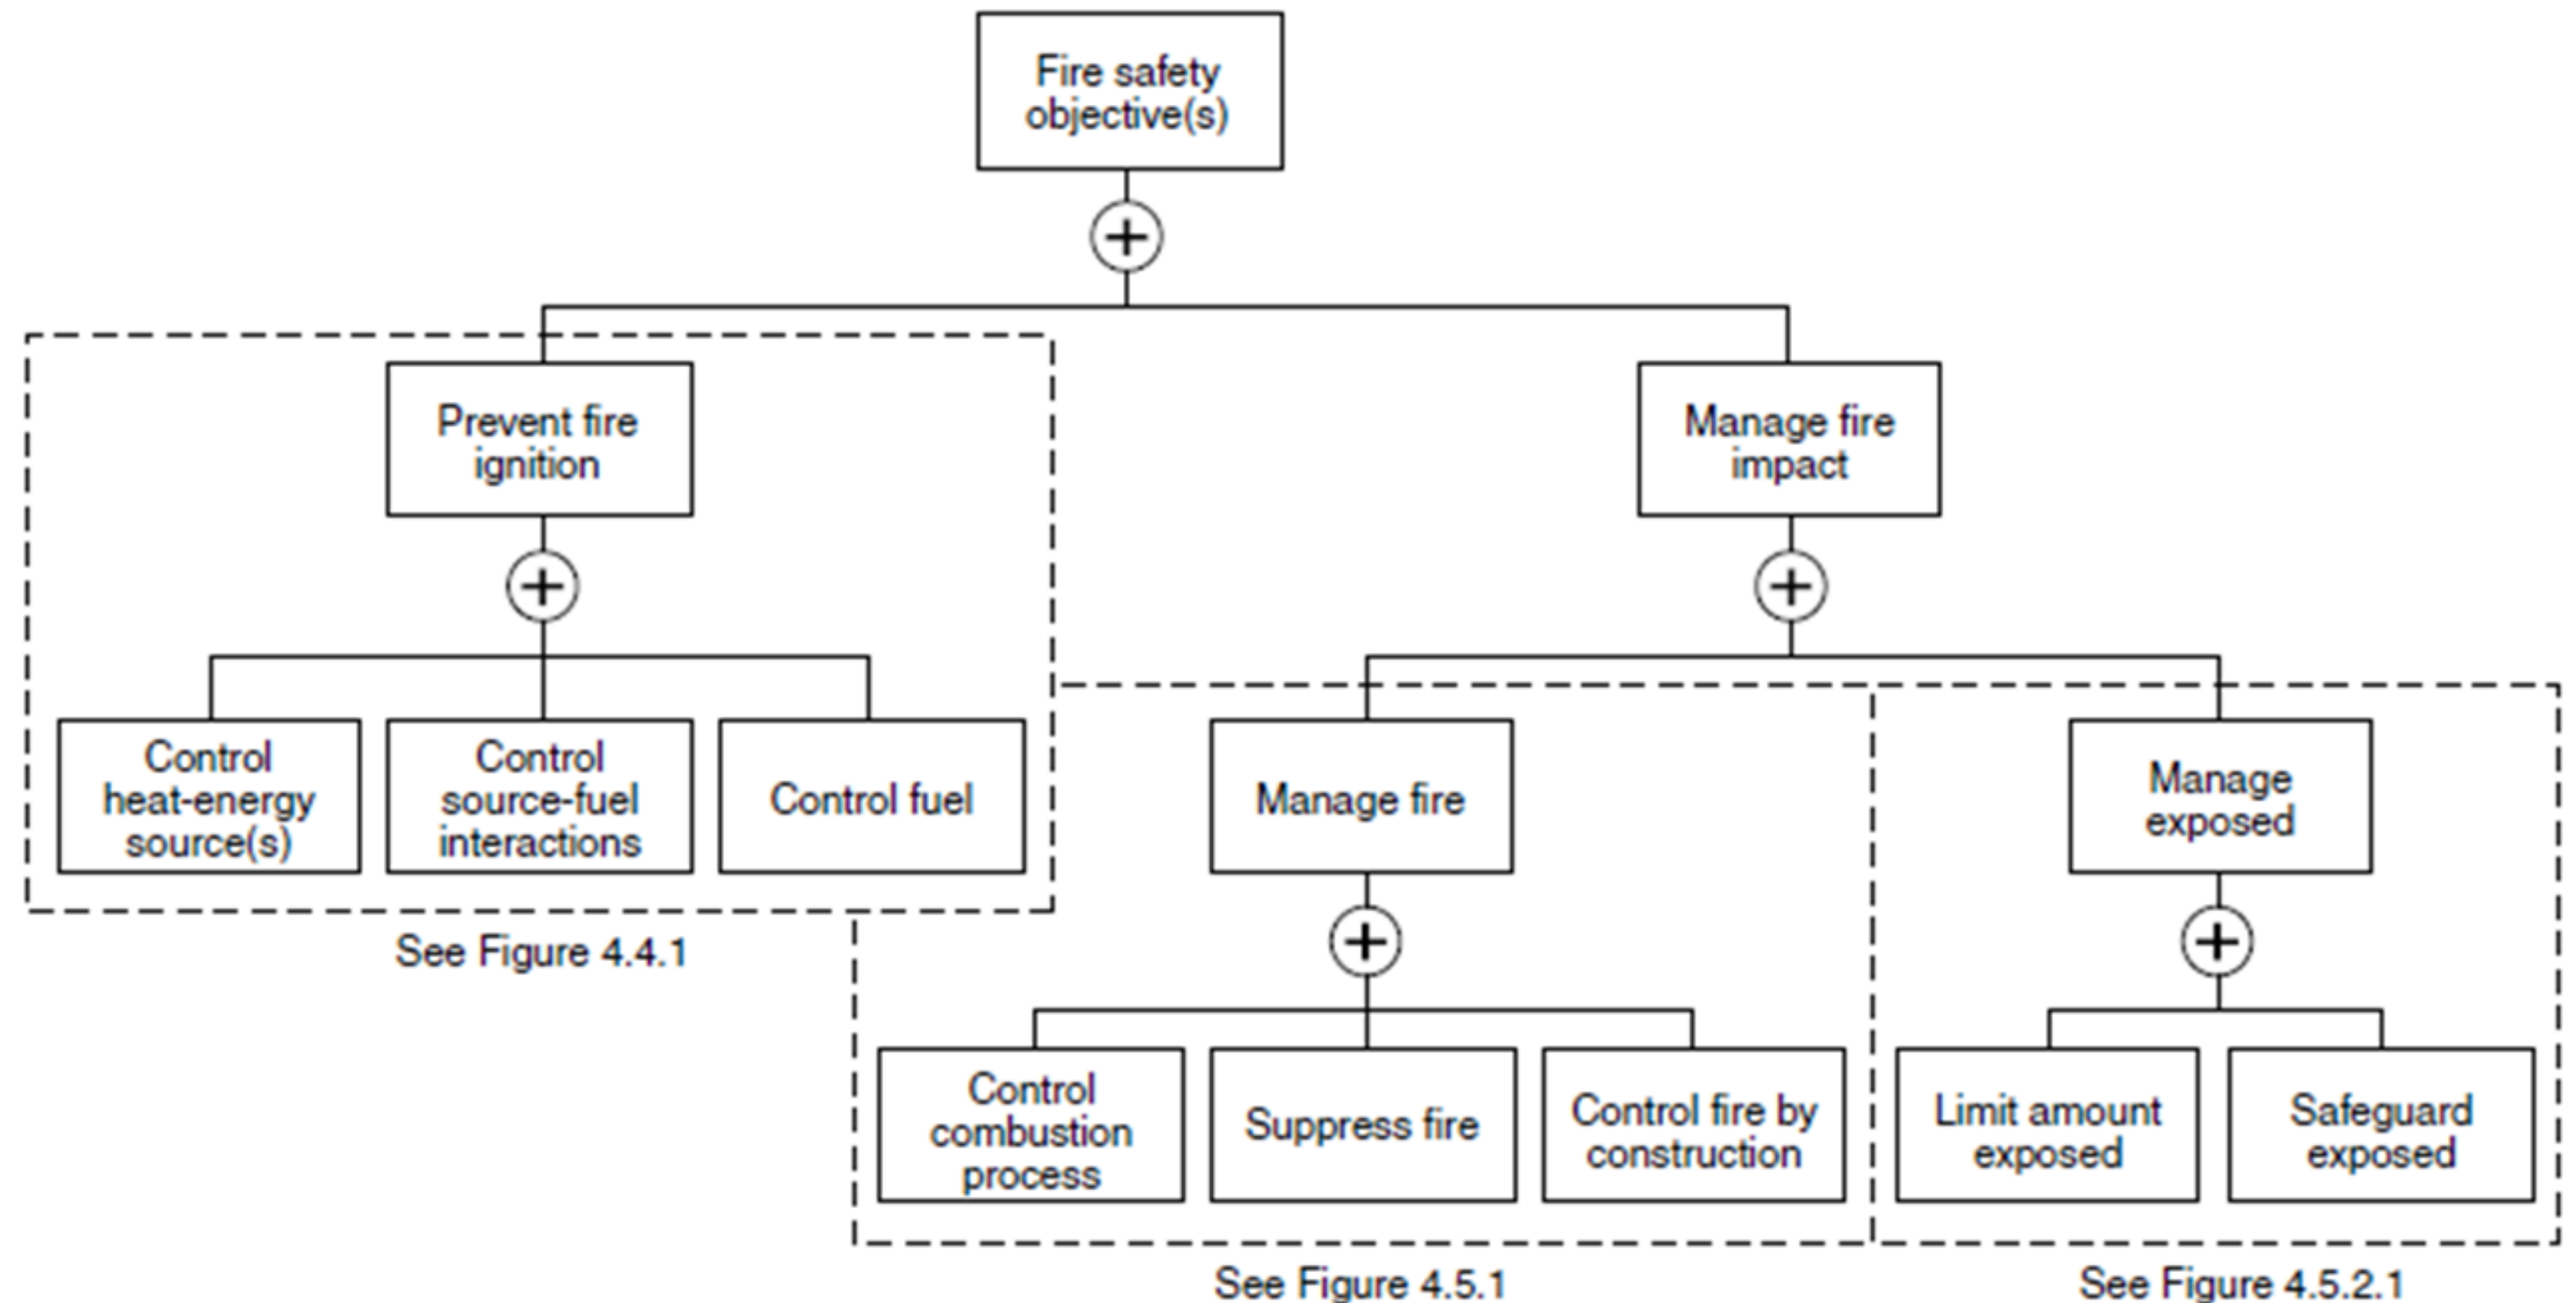 Fire safety
objective(s)
+
Prevent fire
ignition
Manage fire
impact
+
+
Control
heat-energy
source(s)
Control
source-fuel
interactions
Control fuel
Manage fire
Manage
exposed
See Figure 4.4.1
+
+
Control
combustion
process
Suppress fire
Control fire by
construction
Limit amount
exposed
Safeguard
exposed
See Figure 4.5.1
See Figure 4.5.2.1